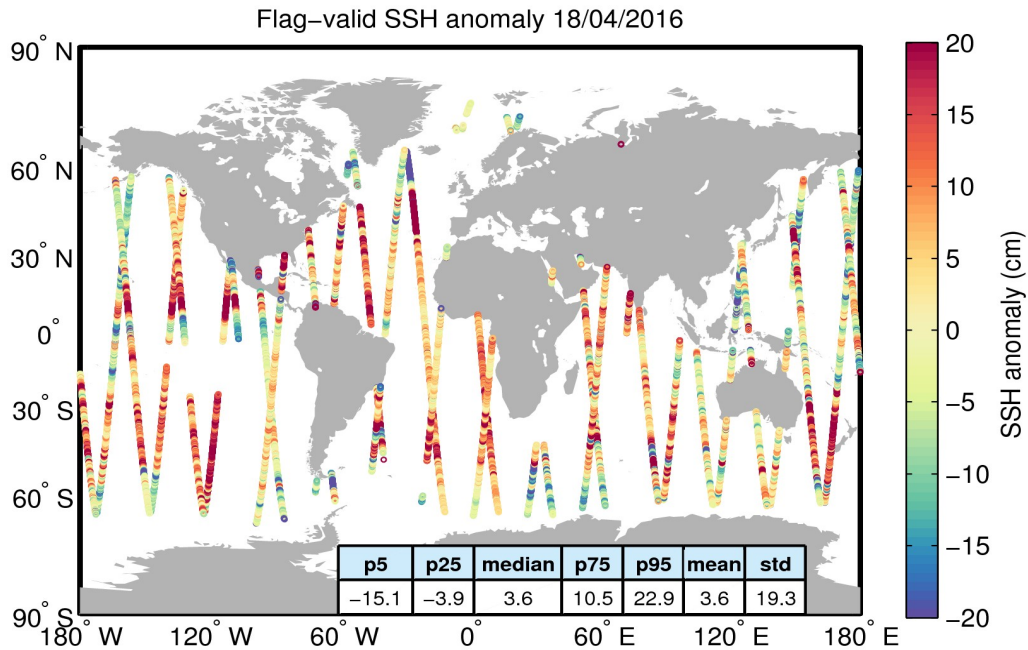 Flag−valid SSH anomaly 18/04/2016
90° N
60° N
30° N
0°
30° S
60° S
90° S
180° W
120° W
60° W
0°
60° E
120° E
180° E
p5 p25 median p75 p95 mean std
−15.1 −3.9 3.6 10.5 22.9 3.6 19.3
20
15
10
5
0
−5
−10
−15
−20
SSH anomaly (cm)